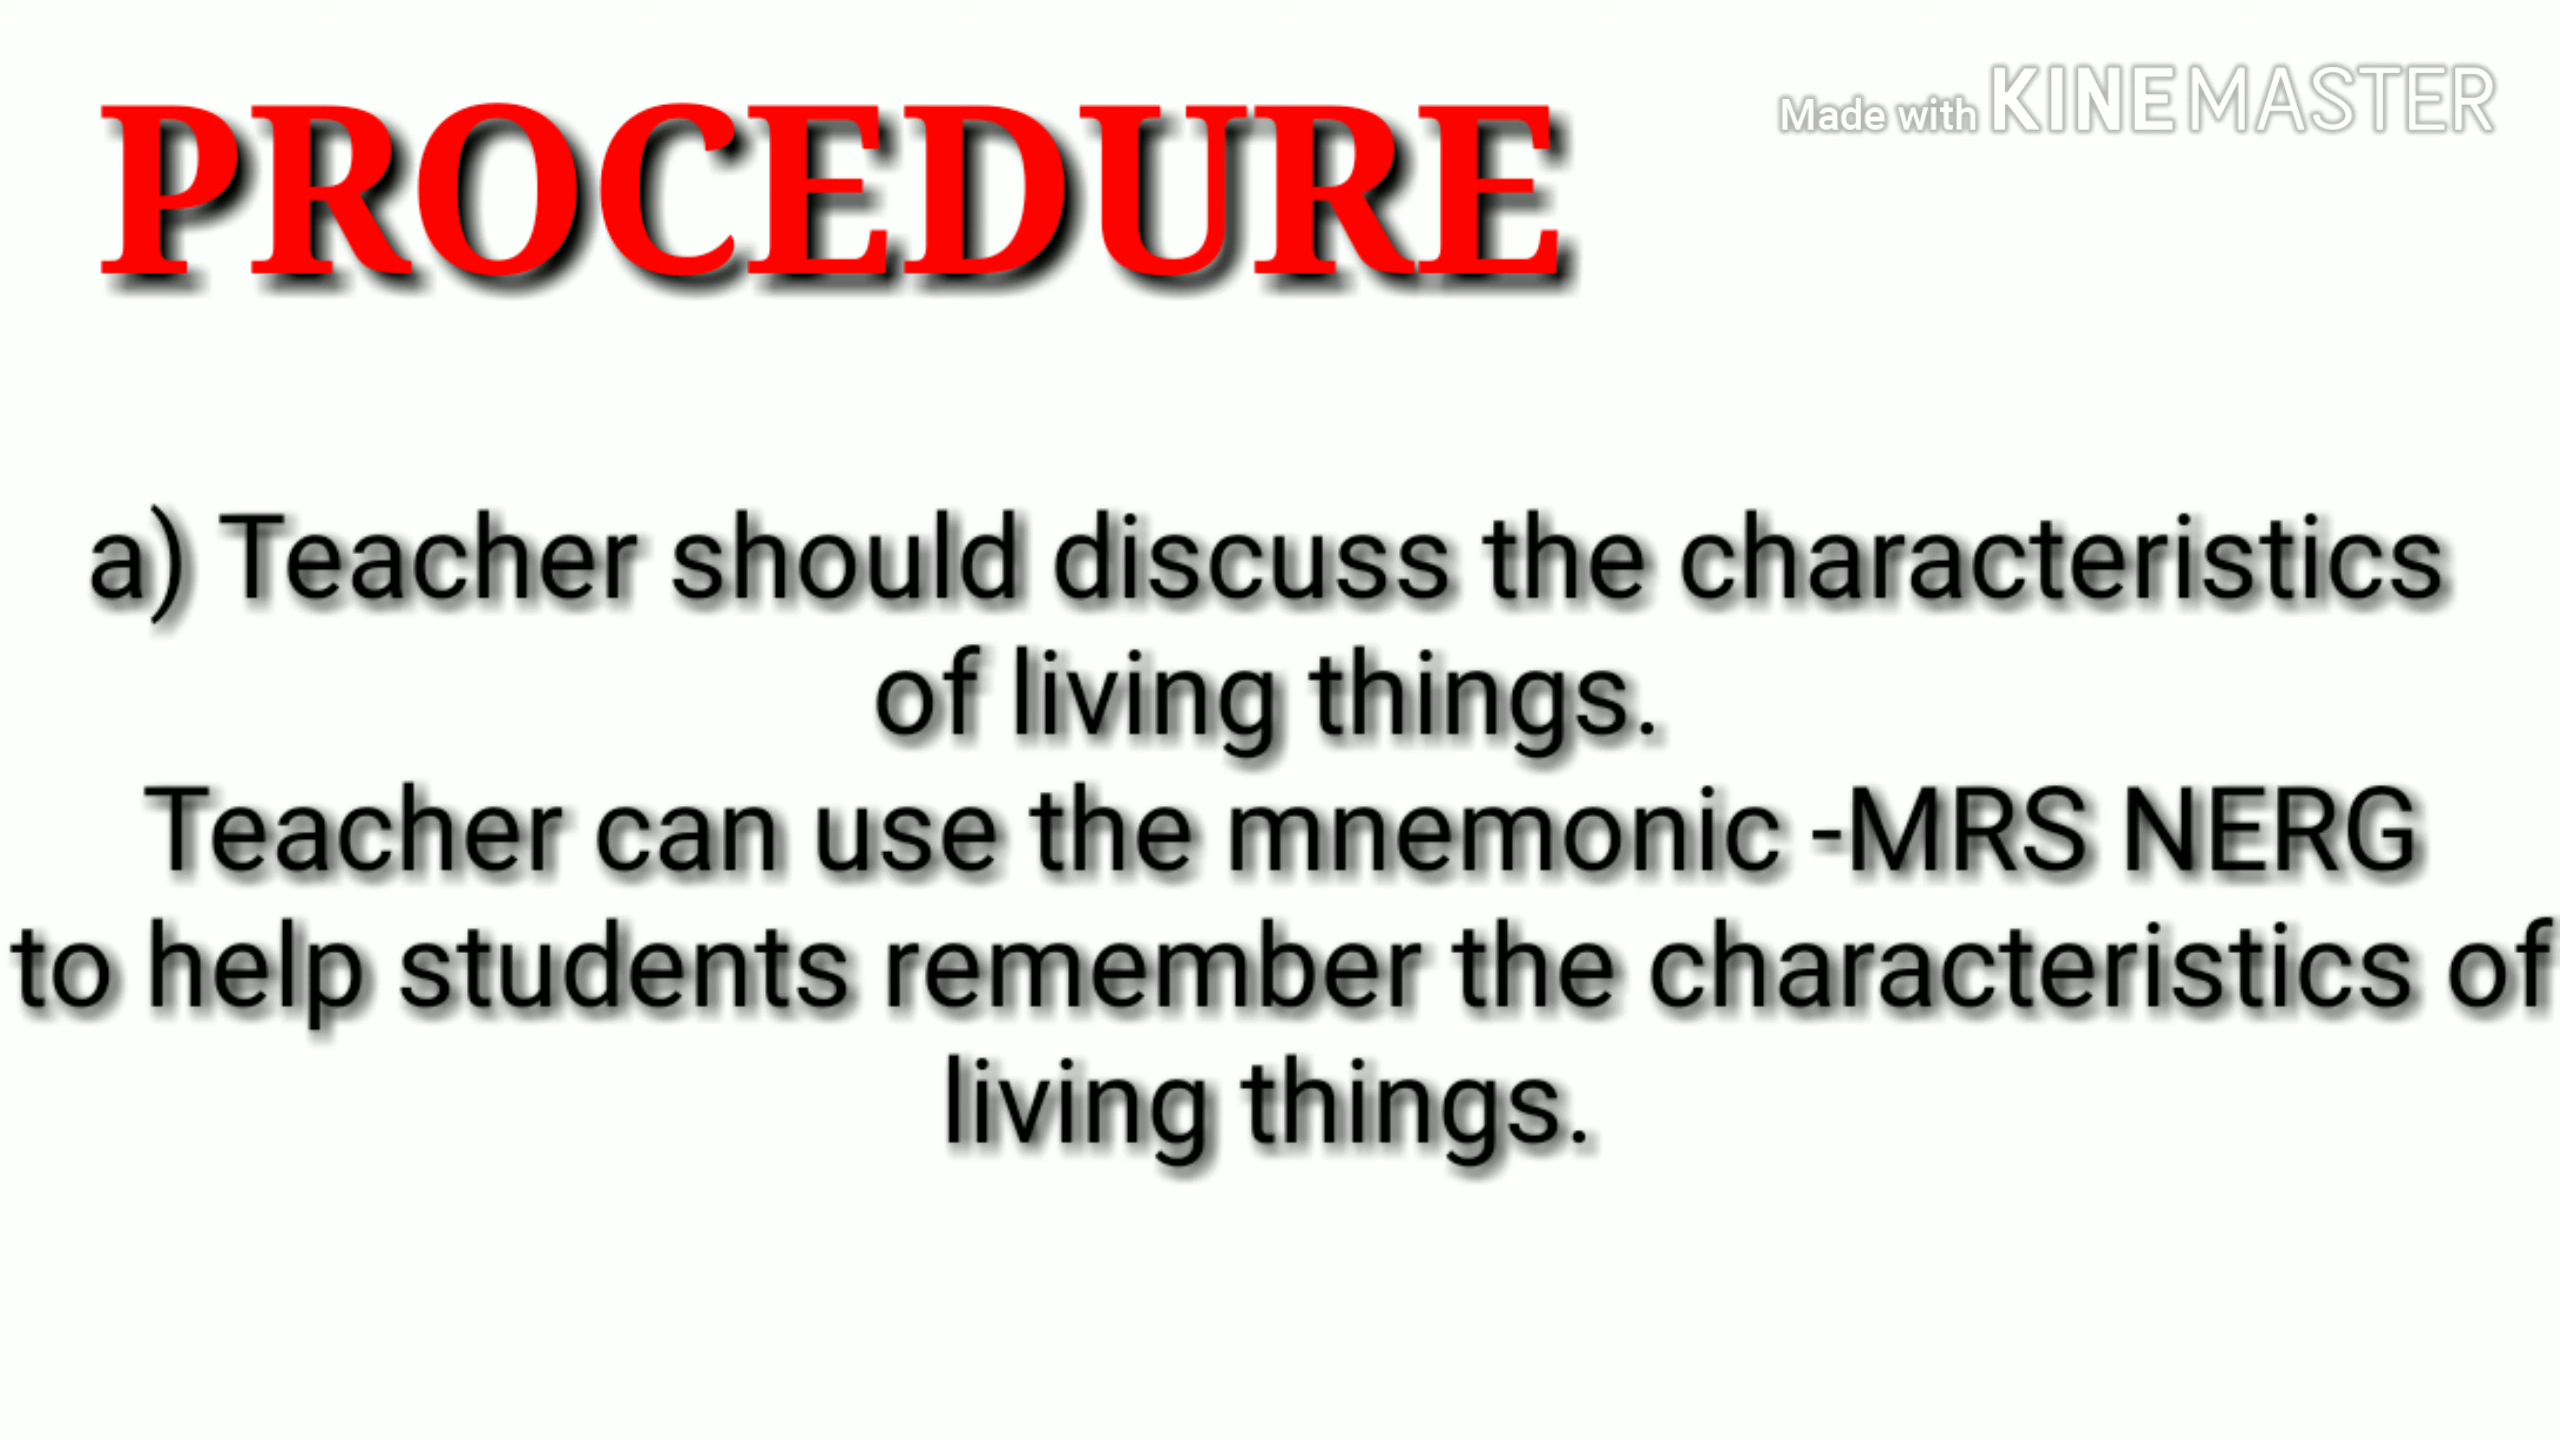 PROCEDURE
Made with KINEMASTER
a) Teacher should discuss the characteristics
of living things.
Teacher can use the mnemonic -MRS NERG
to help students remember the characteristics of
living things.